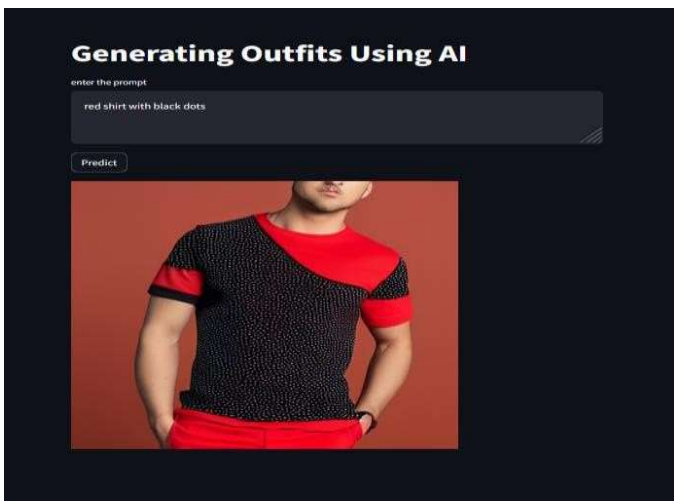 Generating Outfits Using AI
enter the prompt
red shirt with black dots
Predict